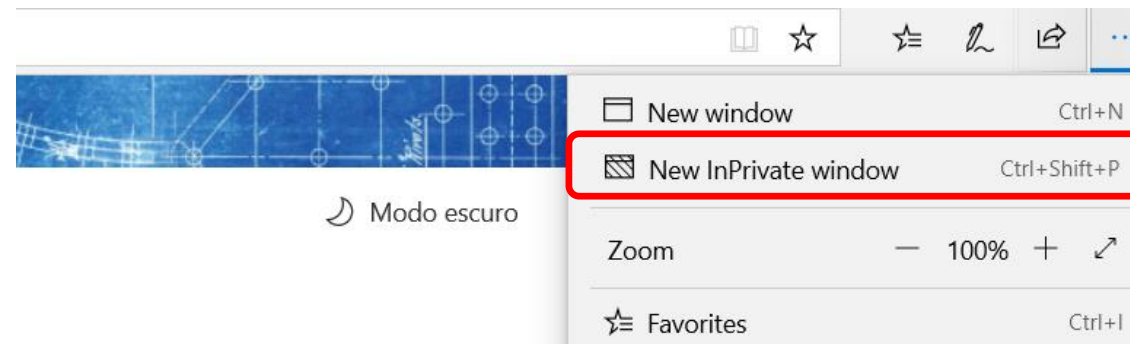 New window Ctrl+N
New InPrivate window Ctrl+Shift+P
Modo escuro
Zoom 100%
Favorites Ctrl+I